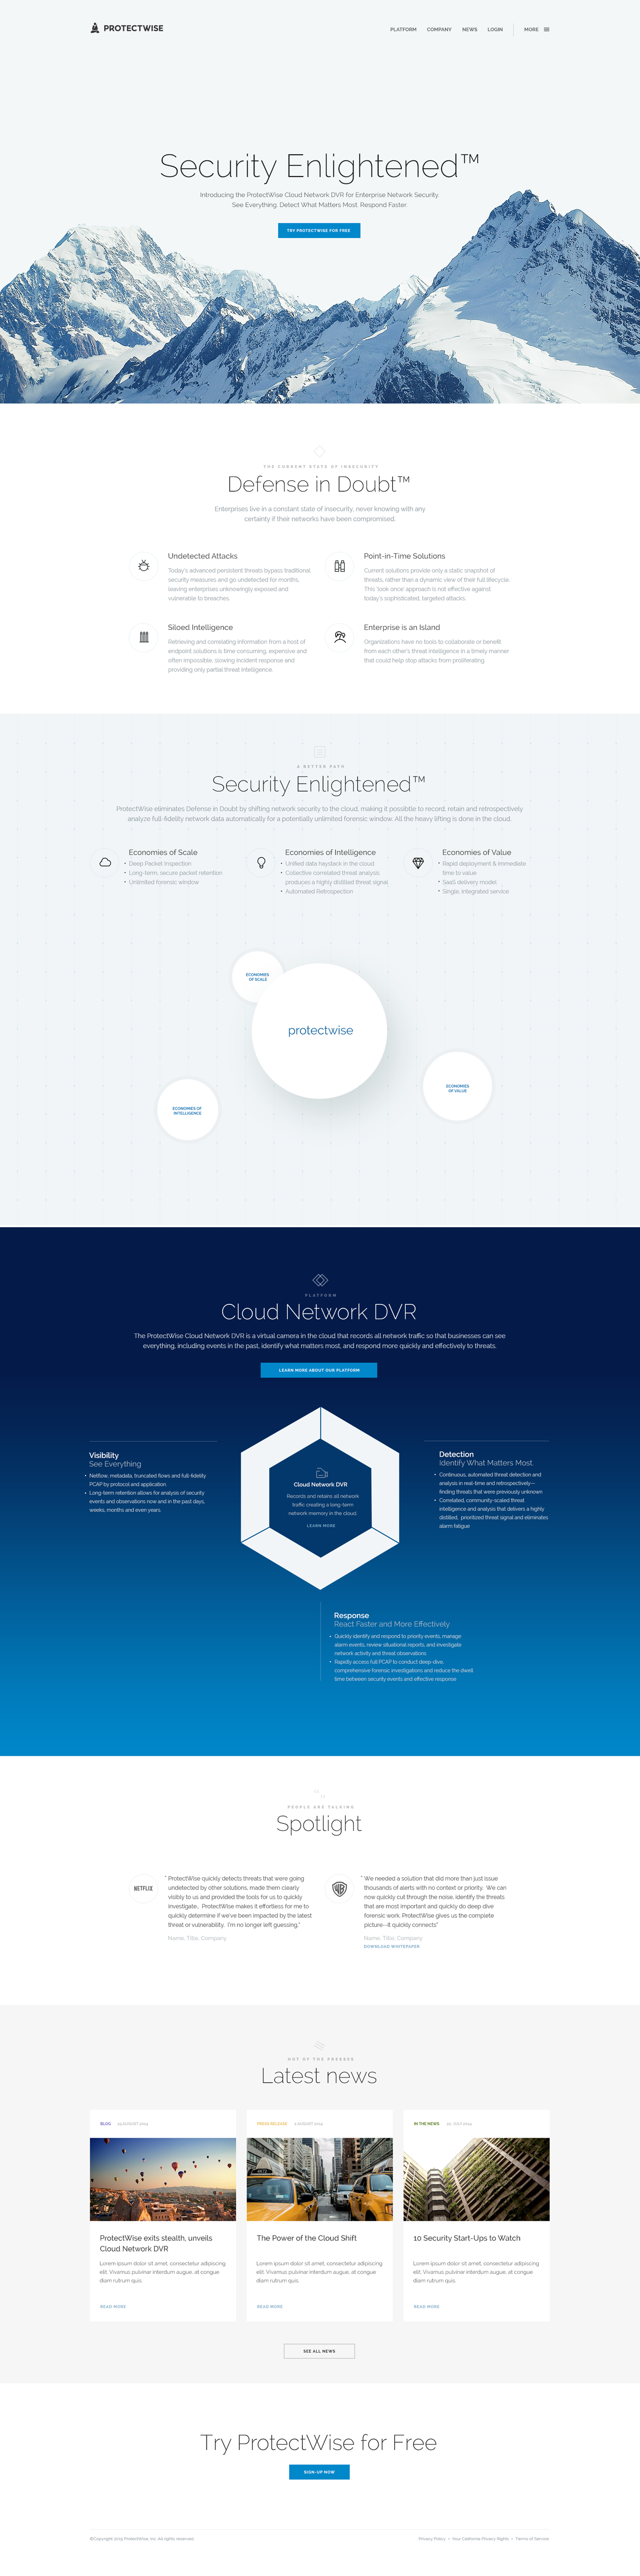 PROTECTWISE
PLATFORM COMPANY NEWS LOGIN MORE
Security Enlightened™
Introducing the ProtectWise Cloud Network DVR for Enterprise Network Security.
See Everything. Detect What Matters Most. Respond Faster.
TRY PROTECTWISE FOR FREE
THE CURRENT STATE OF INSECURITY
Defense in Doubt™
Enterprises live in a constant state of insecurity, never knowing with any
certainty if their networks have been compromised.
Undetected Attacks
Today's advanced persistent threats bypass traditional
security measures and go undetected for months,
leaving enterprises unknowingly exposed and
vulnerable to breaches.
Point-in-Time Solutions
Current solutions provide only a static snapshot of
threats, rather than a dynamic view of their full lifecycle.
This 'look once' approach is not effective against
today's sophisticated, targeted attacks.
Siloed Intelligence
Retrieving and correlating information from a host of
endpoint solutions is time consuming, expensive and
often impossible, slowing incident response and
providing only partial threat intelligence.
Enterprise is an Island
Organizations have no tools to collaborate or benefit
from each other's threat intelligence in a timely manner
that could help stop attacks from proliferating.
A BETTER PATH
Security Enlightened™
ProtectWise eliminates Defense in Doubt by shifting network security to the cloud, making it possible to record, retain and retrospectively
analyze full-fidelity network data automatically for a potentially unlimited forensic window. All the heavy lifting is done in the cloud.
Economies of Scale
• Deep Packet Inspection
• Long-term, secure packet retention
• Unlimited forensic window
Economies of Intelligence
• Unified data haystack in the cloud
• Collective correlated threat analysis
produces a highly distilled threat signal
• Automated Retrospection
Economies of Value
• Rapid deployment & immediate
time to value
• SaaS delivery model
• Single, integrated service
ECONOMIES
OF SCALE
protectwise
ECONOMIES
OF VALUE
ECONOMIES OF
INTELLIGENCE
PLATFORM
Cloud Network DVR
The ProtectWise Cloud Network DVR is a virtual camera in the cloud that records all network traffic so that businesses can see
everything, including events in the past, identify what matters most, and respond more quickly and effectively to threats.
LEARN MORE ABOUT OUR PLATFORM
Visibility
See Everything
• Netflow, metadata, truncated flows and full-fidelity
PCAP by protocol and application
• Long-term retention allows for analysis of security
events and observations now and in the past days,
weeks, months and even years.
Cloud Network DVR
Records and retains all network
traffic creating a long-term
network memory in the cloud.
LEARN MORE
Detection
Identify What Matters Most.
• Continuous, automated threat detection and
analysis in real-time and retrospectively—
finding threats that were previously unknown
• Correlated, community-scaled threat
intelligence and analysis that delivers a highly
distilled, prioritized threat signal and eliminates
alarm fatigue
Response
React Faster and More Effectively
• Quickly identify and respond to priority events, manage
alarm events, review situational reports, and investigate
network activity and threat observations
• Rapidly access full PCAP to conduct deep-dive,
comprehensive forensic investigations and reduce the dwell
time between security events and effective response
PEOPLE ARE TALKING
Spotlight
NETFLIX
"ProtectWise quickly detects threats that were going
undetected by other solutions, made them clearly
visibly to us and provided the tools for us to quickly
investigate. ProtectWise makes it effortless for me to
quickly determine if we've been impacted by the latest
threat or vulnerability. I'm no longer left guessing."
Name, Title, Company
WB
"We needed a solution that did more than just issue
thousands of alerts with no context or priority. We can
now quickly cut through the noise, identify the threats
that are most important and quickly do deep dive
forensic work. ProtectWise gives us the complete
picture--it quickly connects"
Name, Title, Company
DOWNLOAD WHITEPAPER
HOT OF THE PRESSES
Latest news
BLOG 19 AUGUST 2014
ProtectWise exits stealth, unveils
Cloud Network DVR
Lorem ipsum dolor sit amet, consectetur adipiscing
elit. Vivamus pulvinar interdum augue, at congue
diam rutrum quis.
READ MORE
PRESS RELEASE 4 AUGUST 2014
The Power of the Cloud Shift
Lorem ipsum dolor sit amet, consectetur adipiscing
elit. Vivamus pulvinar interdum augue, at congue
diam rutrum quis.
READ MORE
IN THE NEWS JULY 2014
10 Security Start-Ups to Watch
Lorem ipsum dolor sit amet, consectetur adipiscing
elit. Vivamus pulvinar interdum augue, at congue
diam rutrum quis.
READ MORE
SEE ALL NEWS
Try ProtectWise for Free
SIGN-UP NOW
©Copyright 2015 ProtectWise, Inc. All rights reserved.
Privacy Policy • Your California Privacy Rights • Terms of Service